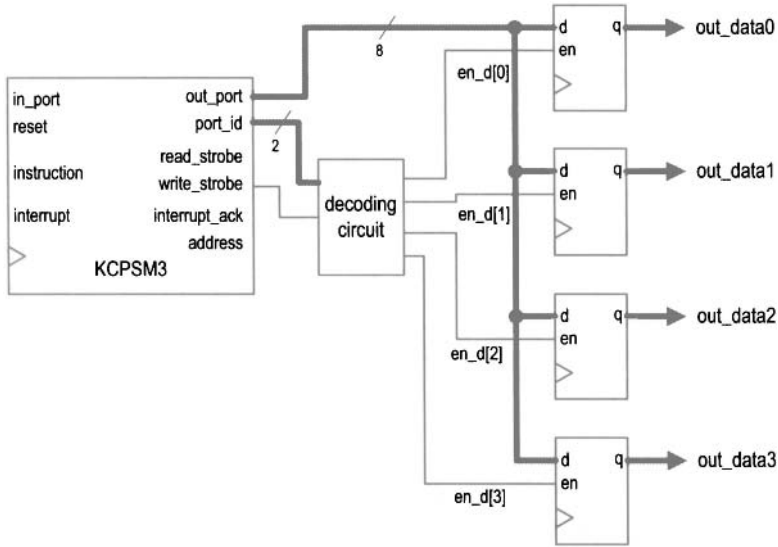 out_data0
d
q
en
8
en_d[0]
in_port
out_port
reset
port_id
2
read_strobe
instruction
write_strobe
interrupt
interrupt_ack
address
KCPSM3
decoding
circuit
out_data1
d
q
en
en_d[1]
out_data2
d
q
en
en_d[2]
out_data3
d
q
en
en_d[3]